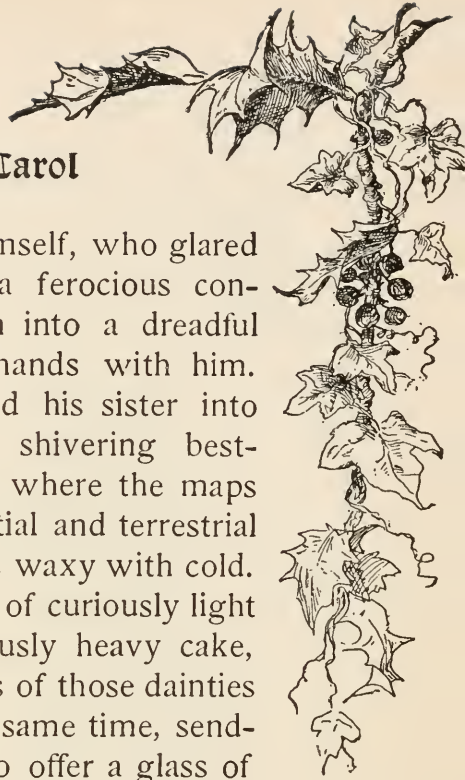 Carol
mself, who glared
a ferocious con-
n into a dreadful
hands with him.
d his sister into
shivering best-
where the maps
tial and terrestrial
waxy with cold.
of curiously light
usly heavy cake,
s of those dainties
same time, send-
o offer a glass of